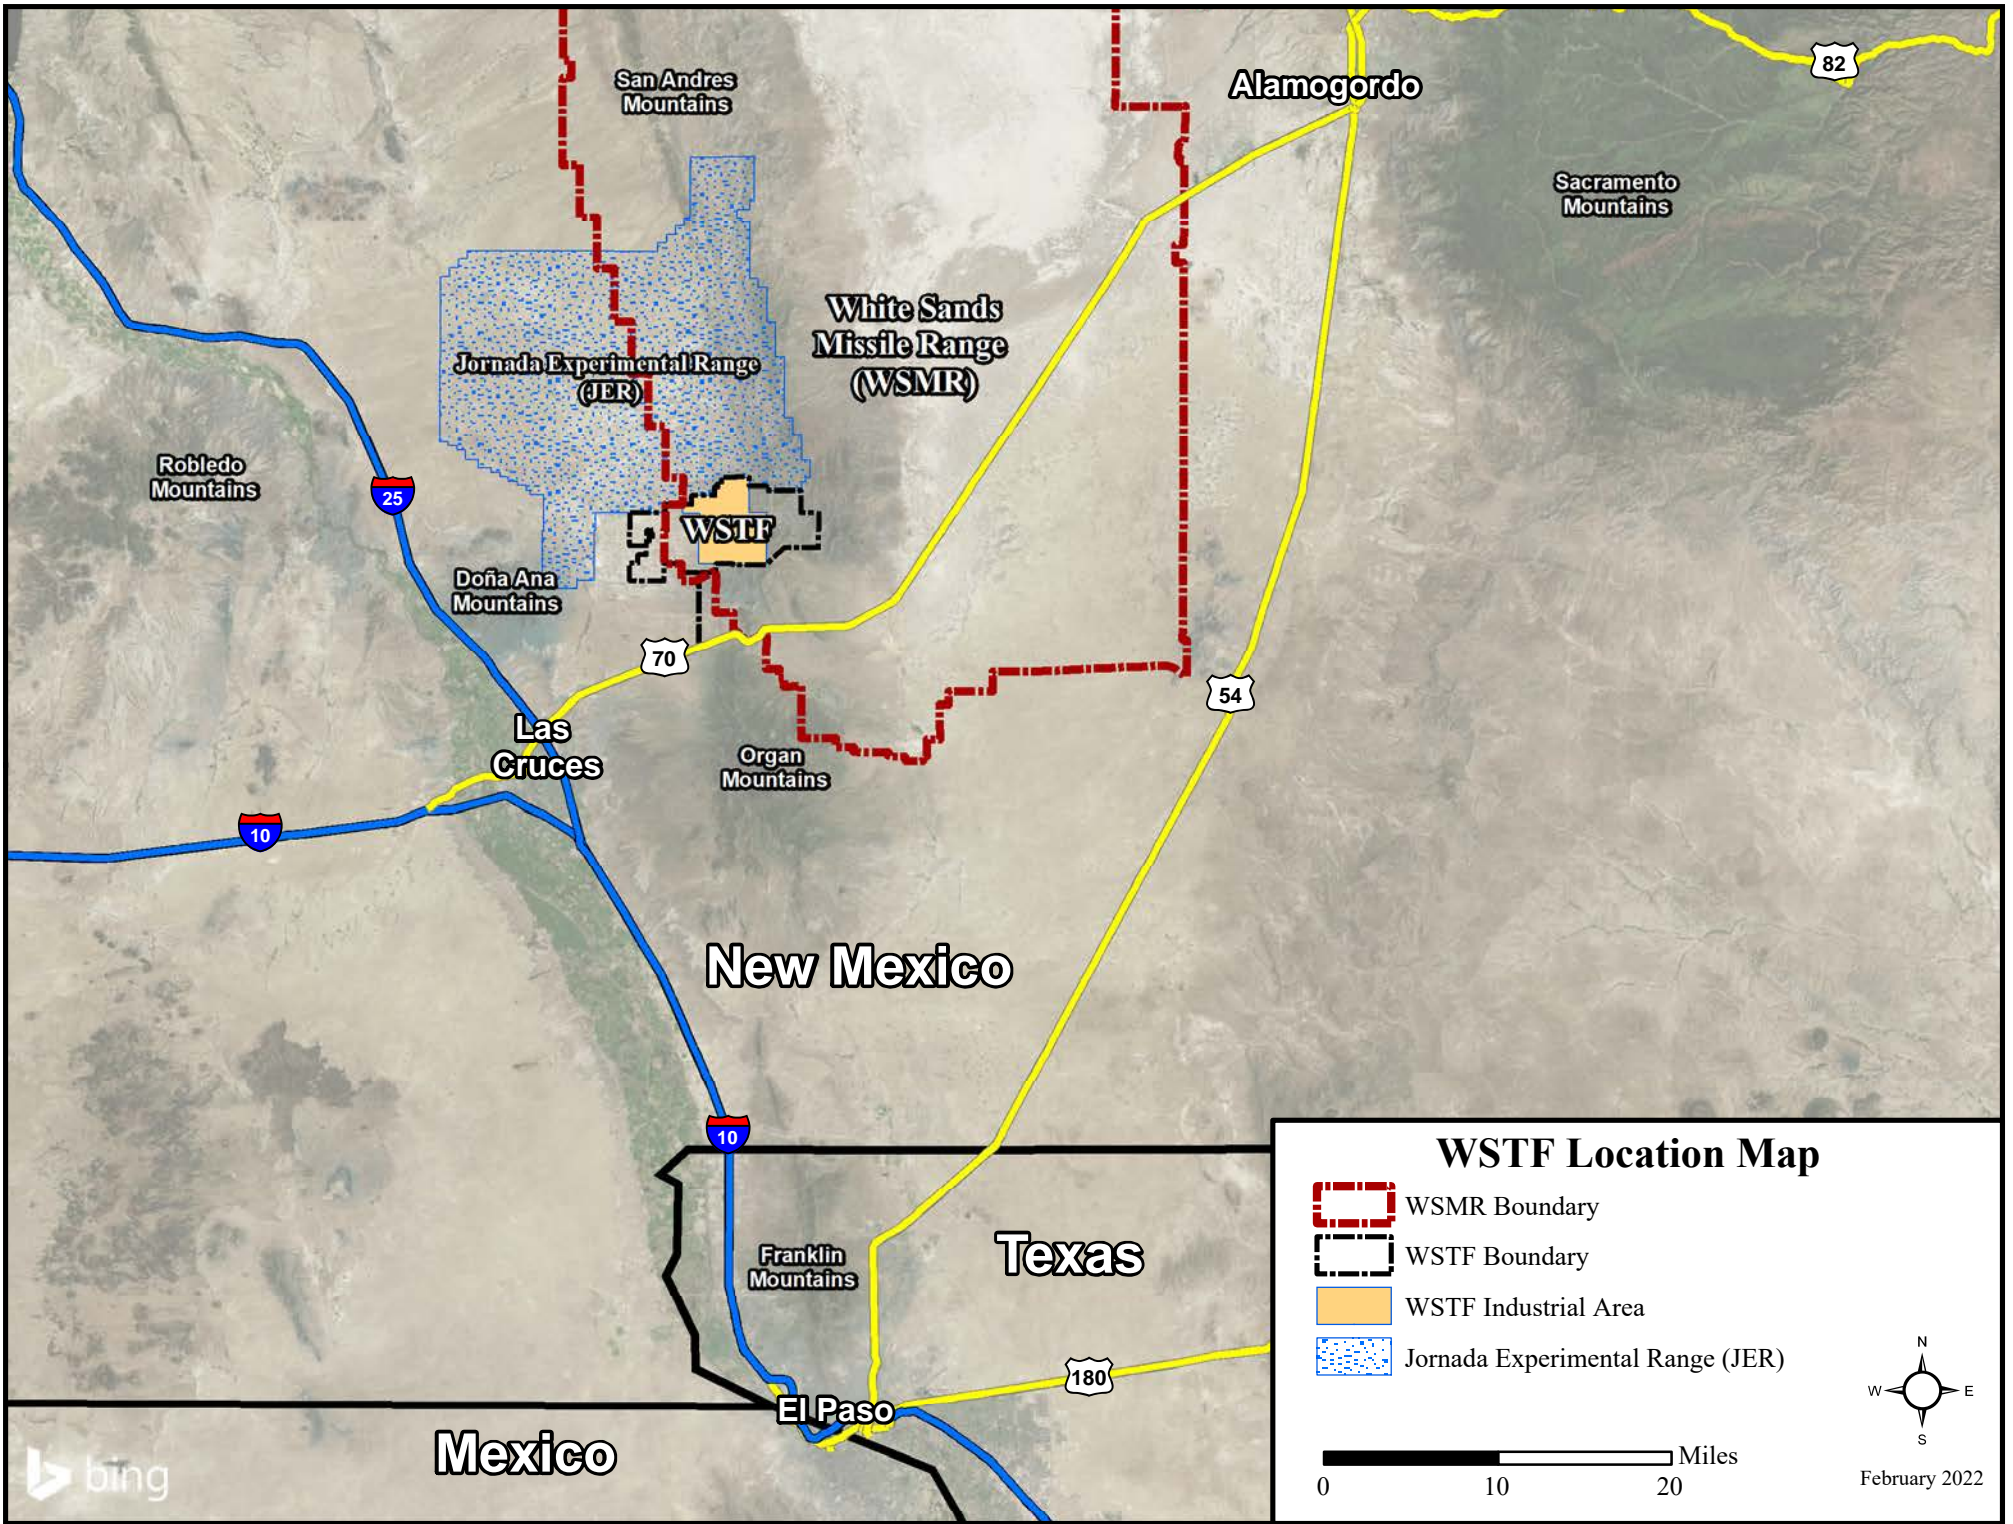 San Andres
Mountains
Alamogordo
82
Sacramento
Mountains
White Sands
Missile Range
(WSMR)
Jornada Experimental Range
(JER)
Robledo
Mountains
25
WSTF
Doña Ana
Mountains
70
54
Las
Cruces
Organ
Mountains
10
New Mexico
10
Texas
Franklin
Mountains
180
El Paso
Mexico
bing
WSTF Location Map
WSMR Boundary
WSTF Boundary
WSTF Industrial Area
Jornada Experimental Range (JER)
N
W E
S
Miles
0 10 20
February 2022